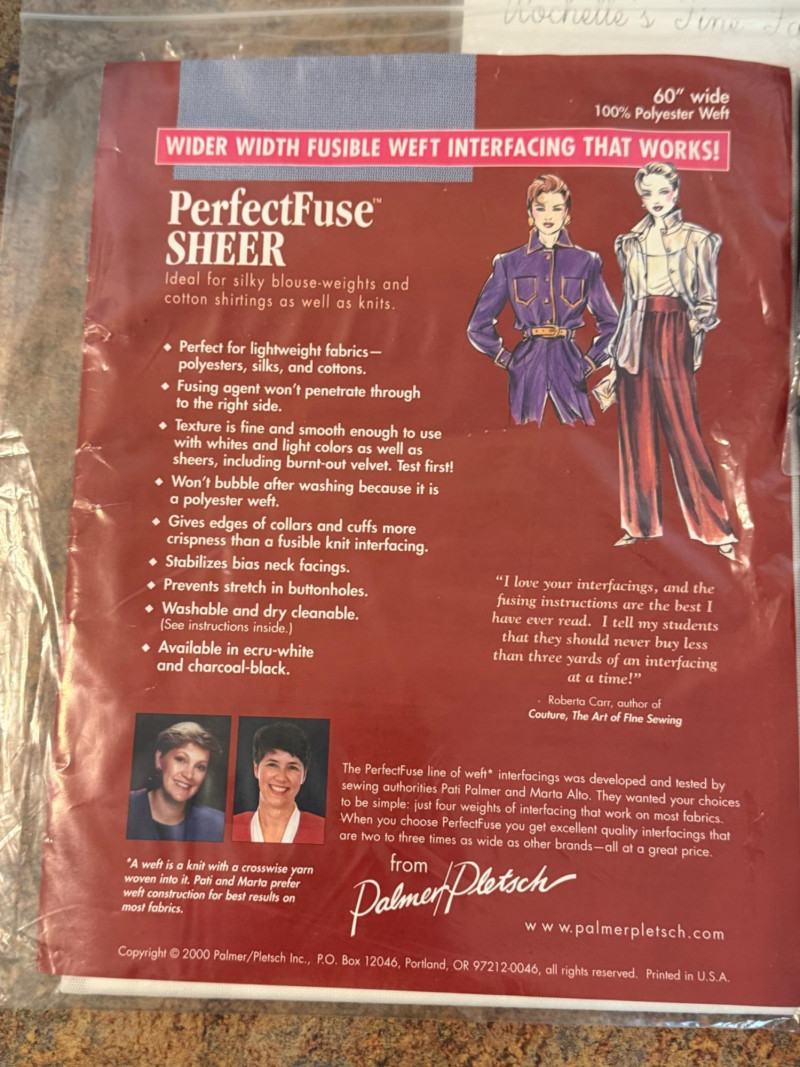 Rochelle's Fine
60" wide
100% Polyester Weft
WIDER WIDTH FUSIBLE WEFT INTERFACING THAT WORKS!
PerfectFuse™
SHEER
Ideal for silky blouse-weights and
cotton shirtings as well as knits.
◆ Perfect for lightweight fabrics—
polyesters, silks, and cottons.
◆ Fusing agent won't penetrate through
to the right side.
◆ Texture is fine and smooth enough to use
with whites and light colors as well as
sheers, including burnt-out velvet. Test first!
◆ Won't bubble after washing because it is
a polyester weft.
◆ Gives edges of collars and cuffs more
crispness than a fusible knit interfacing.
◆ Stabilizes bias neck facings.
◆ Prevents stretch in buttonholes.
◆ Washable and dry cleanable.
(See instructions inside.)
◆ Available in ecru-white
and charcoal-black.
"I love your interfacings, and the
fusing instructions are the best I
have ever read. I tell my students
that they should never buy less
than three yards of an interfacing
at a time!"
- Roberta Carr, author of
Couture, The Art of FIne Sewing
The PerfectFuse line of weft* interfacings was developed and tested by
sewing authorities Pati Palmer and Marta Alto. They wanted your choices
to be simple: just four weights of interfacing that work on most fabrics.
When you choose PerfectFuse you get excellent quality interfacings that
are two to three times as wide as other brands—all at a great price.
*A weft is a knit with a crosswise yarn
woven into it. Pati and Marta prefer
weft construction for best results on
most fabrics.
from
Palmer/Pletsch
www.palmerpletsch.com
Copyright © 2000 Palmer/Pletsch Inc., P.O. Box 12046, Portland, OR 97212-0046, all rights reserved. Printed in U.S.A.